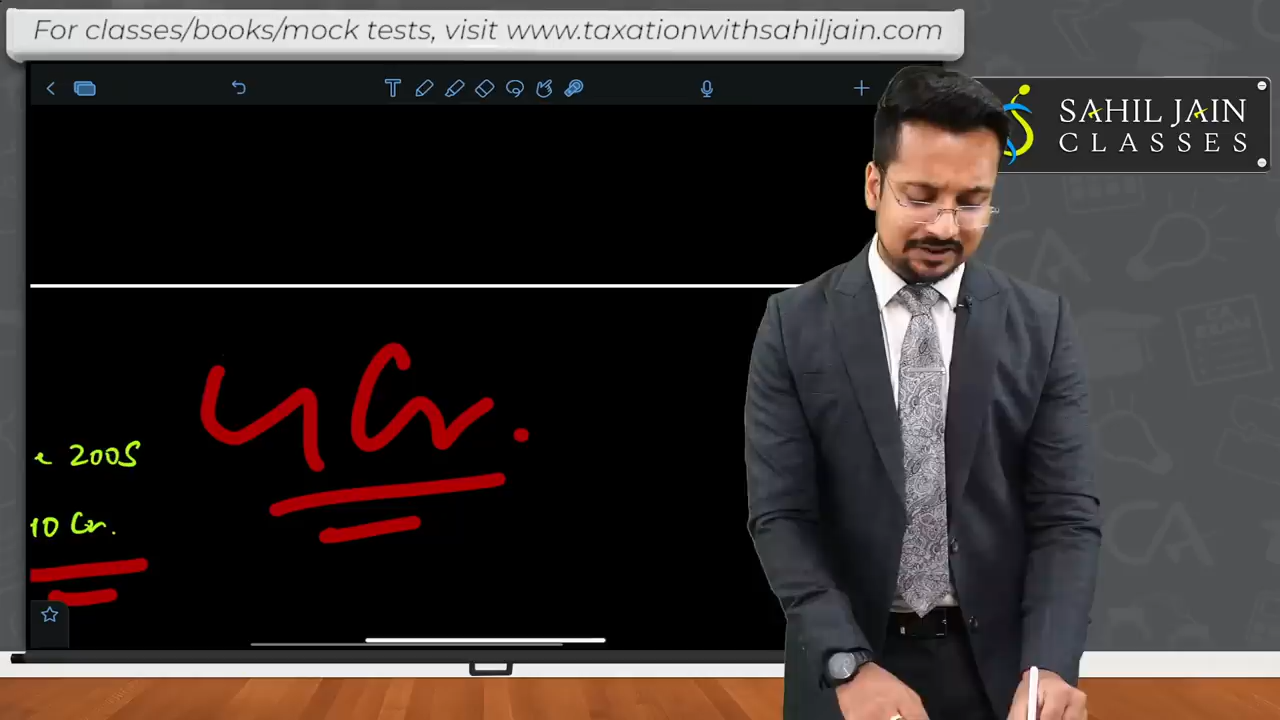 For classes/books/mock tests, visit www.taxationwithsahiljain.com
SAHIL JAIN
CLASSES
4 Cr.
2005
10 Cr.